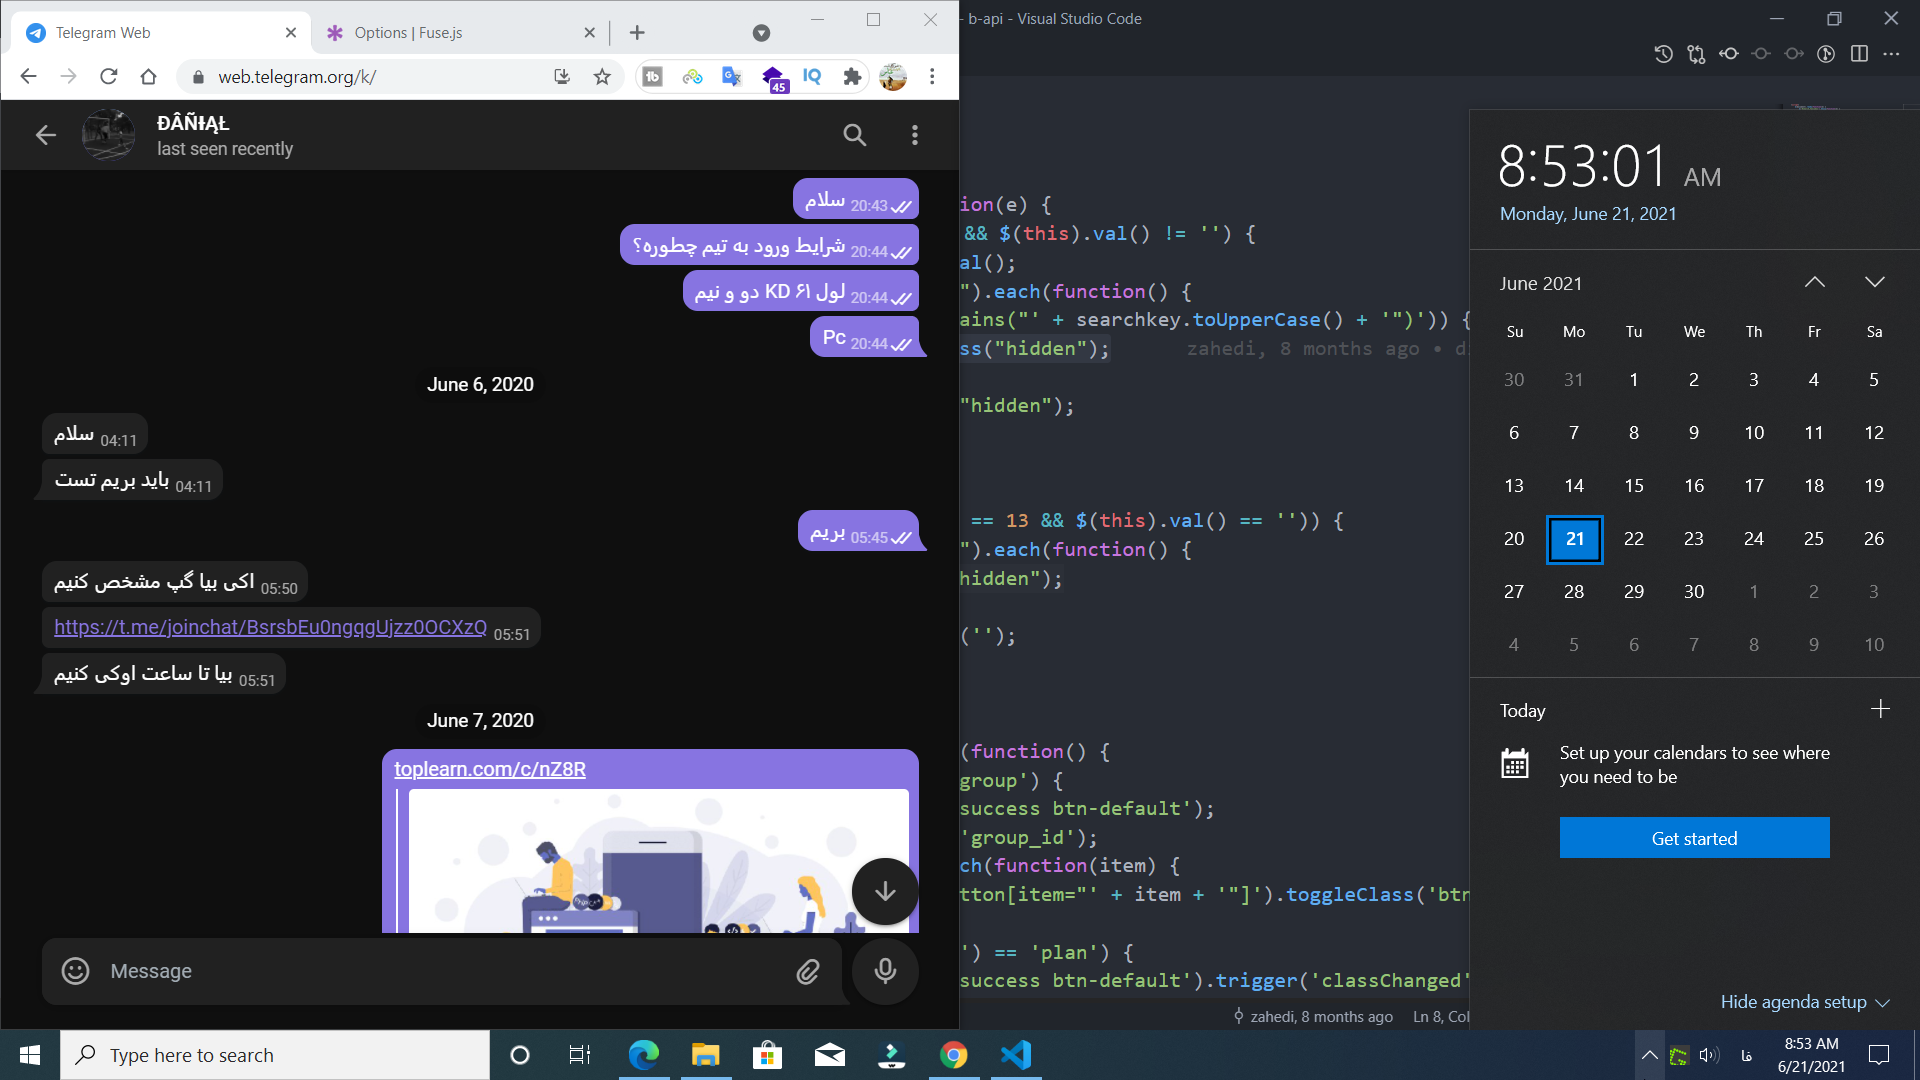 Telegram Web
Options | Fuse.js
web.telegram.org/k/
45
ĐÂÑƗĄŁ
last seen recently
سلام 20:43
شرایط ورود به تیم چطوره؟ 20:44
لول ۶۱ KD دو و نیم 20:44
Pc 20:44
June 6, 2020
سلام 04:11
باید بریم تست 04:11
بریم 05:45
اکی بیا گپ مشخص کنیم 05:50
https://t.me/joinchat/BsrsbEu0ngqgUjzz0OCXzQ 05:51
بیا تا ساعت اوکی کنیم 05:51
June 7, 2020
toplearn.com/c/nZ8R
Message
- b-api - Visual Studio Code
ion(e) {
&& $(this).val() != '') {
al();
").each(function() {
ains("' + searchkey.toUpperCase() + '")')) {
ss("hidden"); zahedi, 8 months ago • d
"hidden");
== 13 && $(this).val() == '')) {
").each(function() {
hidden");
('');
(function() {
group') {
success btn-default');
'group_id');
ch(function(item) {
tton[item="' + item + '"]').toggleClass('btn
') == 'plan') {
success btn-default').trigger('classChanged'
zahedi, 8 months ago Ln 8, Col
8:53:01 AM
Monday, June 21, 2021
June 2021
Su Mo Tu We Th Fr Sa
30 31 1 2 3 4 5
6 7 8 9 10 11 12
13 14 15 16 17 18 19
20 21 22 23 24 25 26
27 28 29 30 1 2 3
4 5 6 7 8 9 10
Today
Set up your calendars to see where
you need to be
Get started
Hide agenda setup
Type here to search
فا
8:53 AM
6/21/2021